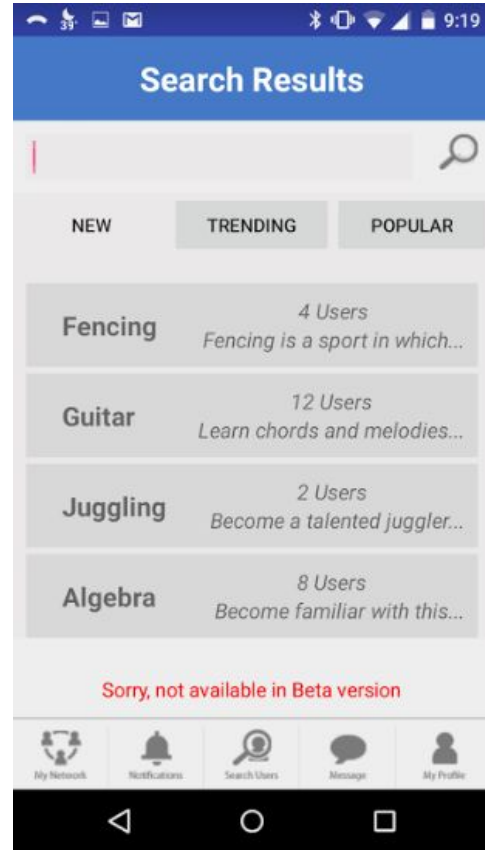 39°
9:19
Search Results
NEW TRENDING POPULAR
Fencing
4 Users
Fencing is a sport in which...
Guitar
12 Users
Learn chords and melodies...
Juggling
2 Users
Become a talented juggler...
Algebra
8 Users
Become familiar with this...
Sorry, not available in Beta version
My Network Notifications Search Users Message My Profile